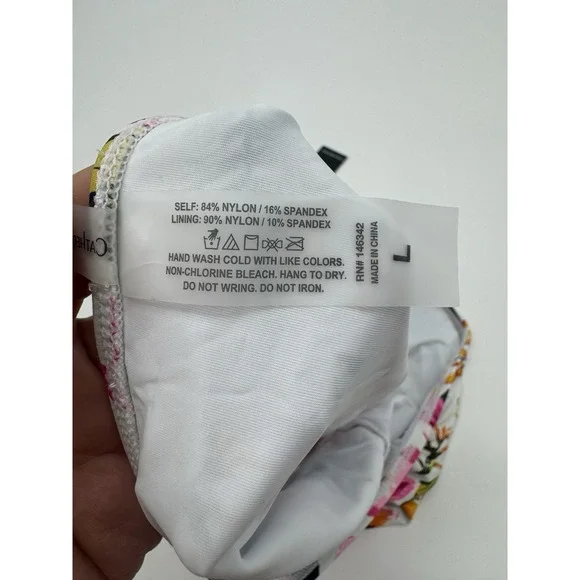 SELF: 84% NYLON / 16% SPANDEX
LINING: 90% NYLON / 10% SPANDEX
HAND WASH COLD WITH LIKE COLORS.
NON-CHLORINE BLEACH. HANG TO DRY.
DO NOT WRING. DO NOT IRON.
RN# 146342
MADE IN CHINA
L